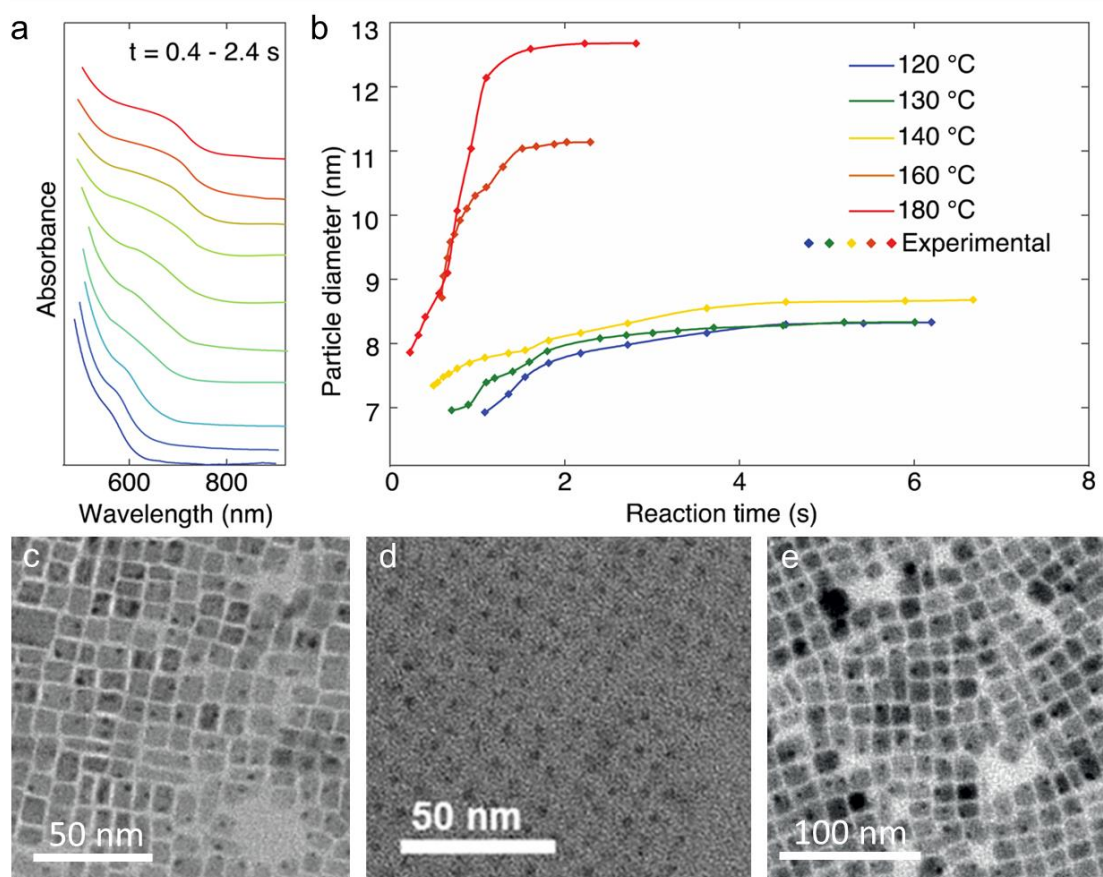 a
t = 0.4 - 2.4 s
Absorbance
600
800
Wavelength (nm)
b
13
12
11
10
9
8
7
Particle diameter (nm)
0
2
4
6
8
Reaction time (s)
120 °C
130 °C
140 °C
160 °C
180 °C
Experimental
c
50 nm
d
50 nm
e
100 nm